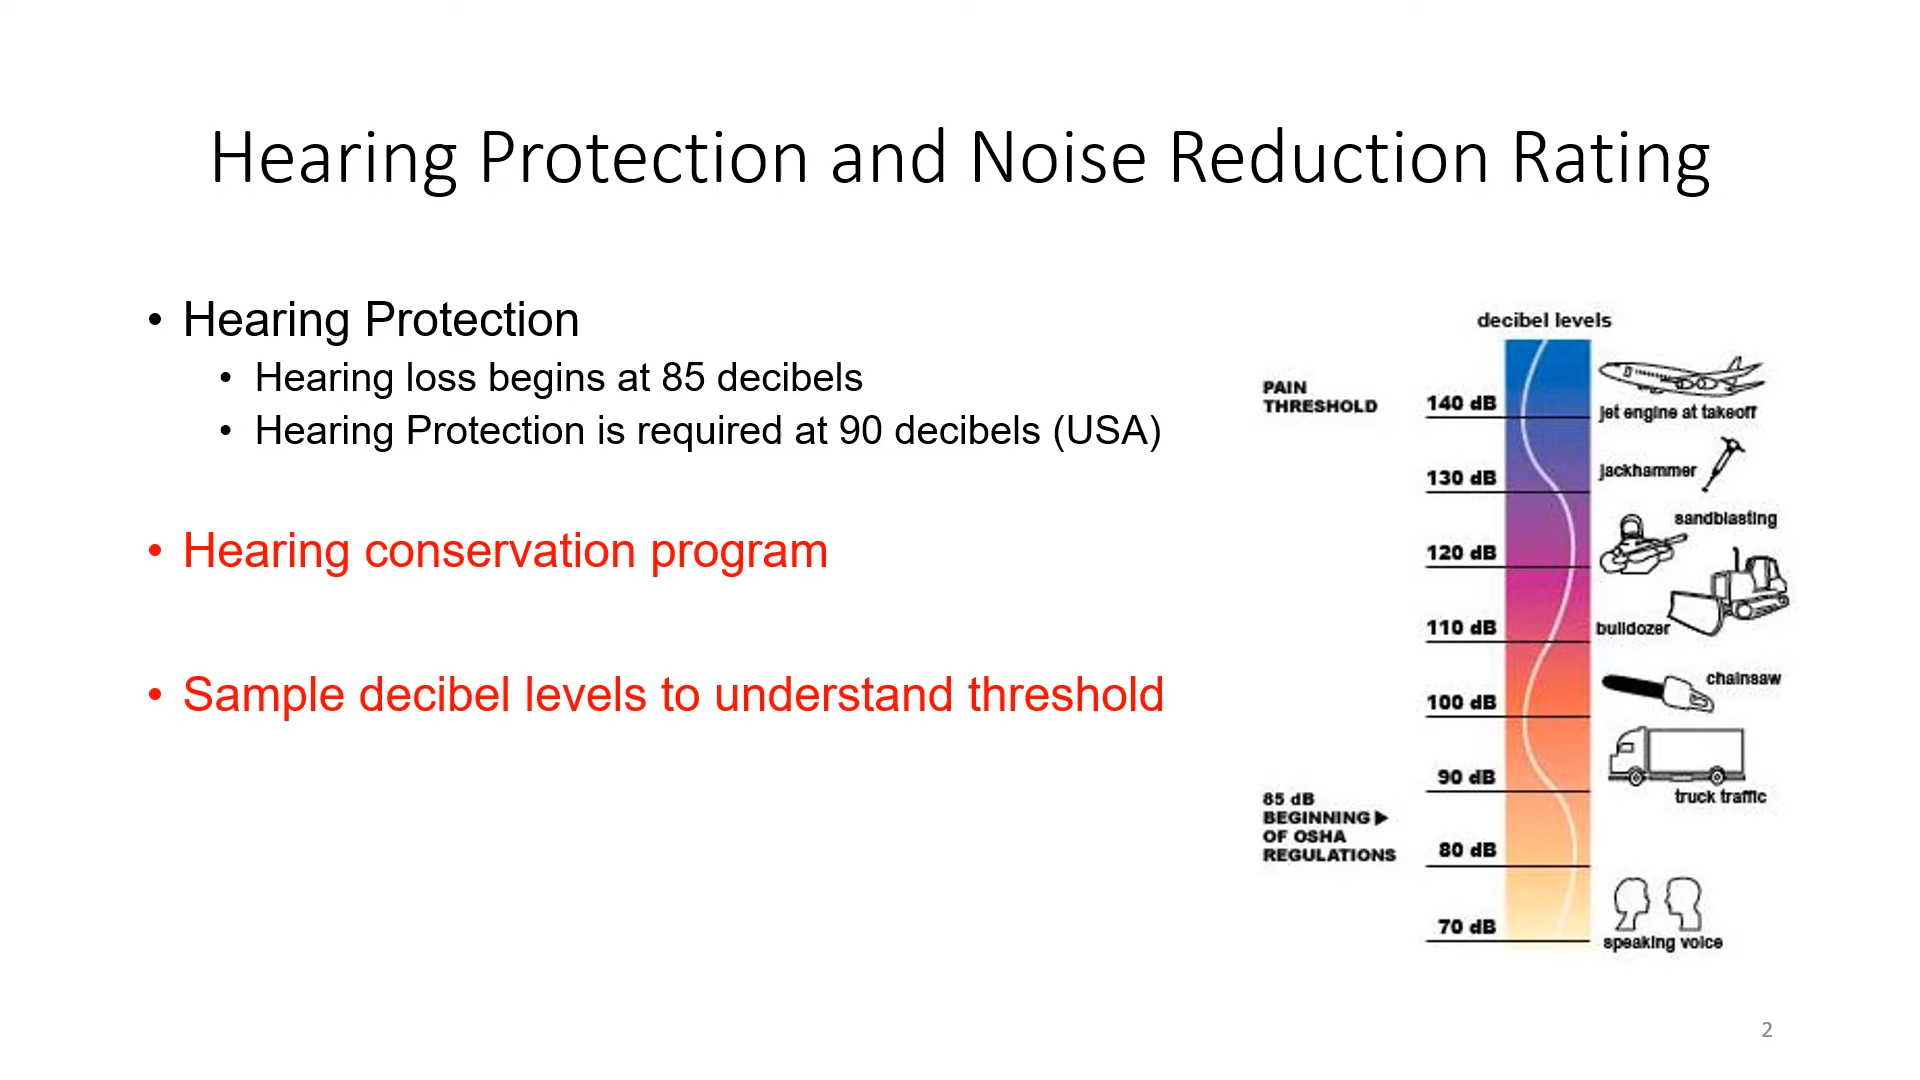 Hearing Protection and Noise Reduction Rating
• Hearing Protection
• Hearing loss begins at 85 decibels
• Hearing Protection is required at 90 decibels (USA)
• Hearing conservation program
• Sample decibel levels to understand threshold
decibel levels
PAIN
THRESHOLD
140 dB
jet engine at takeoff
130 dB
jackhammer
sandblasting
120 dB
110 dB
bulldozer
chainsaw
100 dB
90 dB
truck traffic
85 dB
BEGINNING ▶
OF OSHA
REGULATIONS
80 dB
70 dB
speaking voice
2